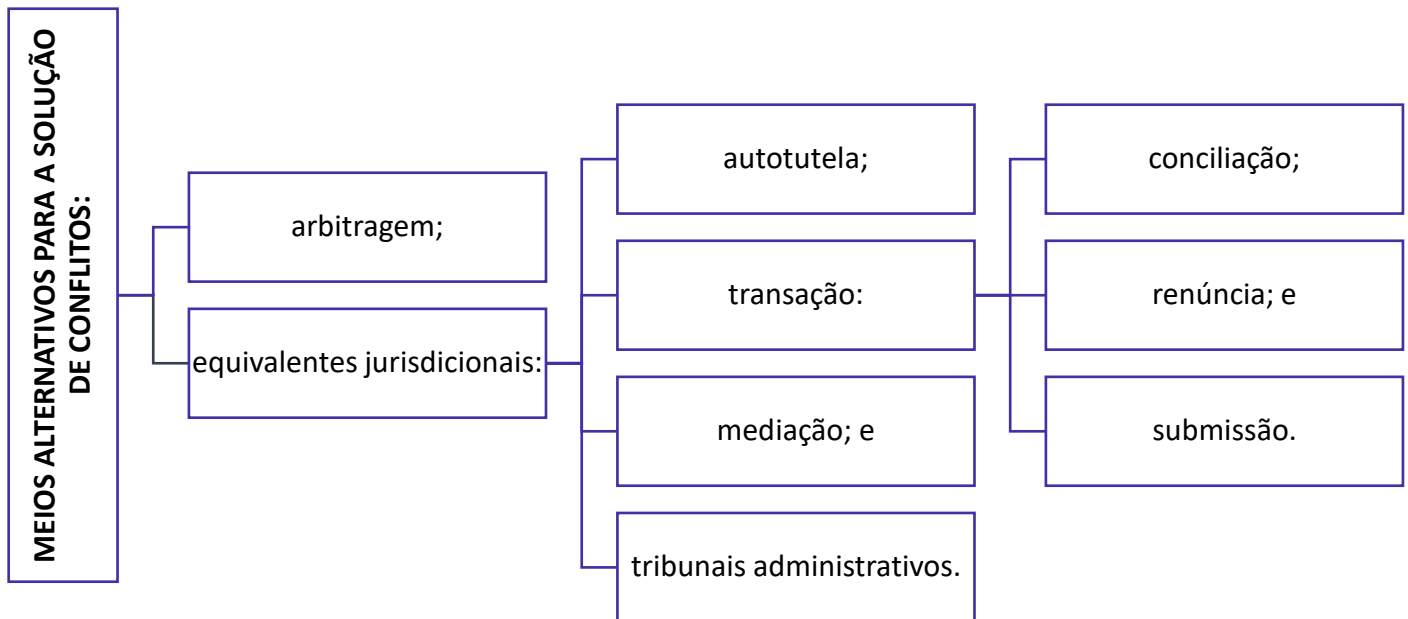 MEIOS ALTERNATIVOS PARA A SOLUÇÃO
DE CONFLITOS:
arbitragem;
equivalentes jurisdicionais:
autotutela;
transação:
mediação; e
tribunais administrativos.
conciliação;
renúncia; e
submissão.